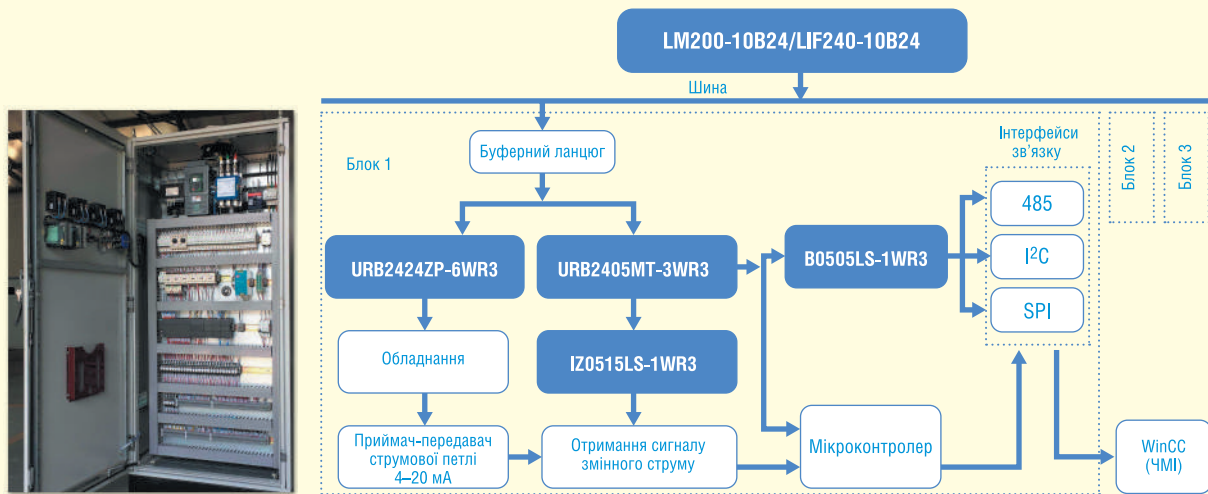 LM200-10B24/LIF240-10B24
Шина
Блок 1
Буферний ланцюг
Інтерфейси
зв’язку
Блок 2
Блок 3
URB2424ZP-6WR3
URB2405MT-3WR3
B0505LS-1WR3
485
I²C
SPI
Обладнання
IZ0515LS-1WR3
Приймач-передавач
струмової петлі
4–20 мА
Отримання сигналу
змінного струму
Мікроконтролер
WinCC
(ЧМІ)